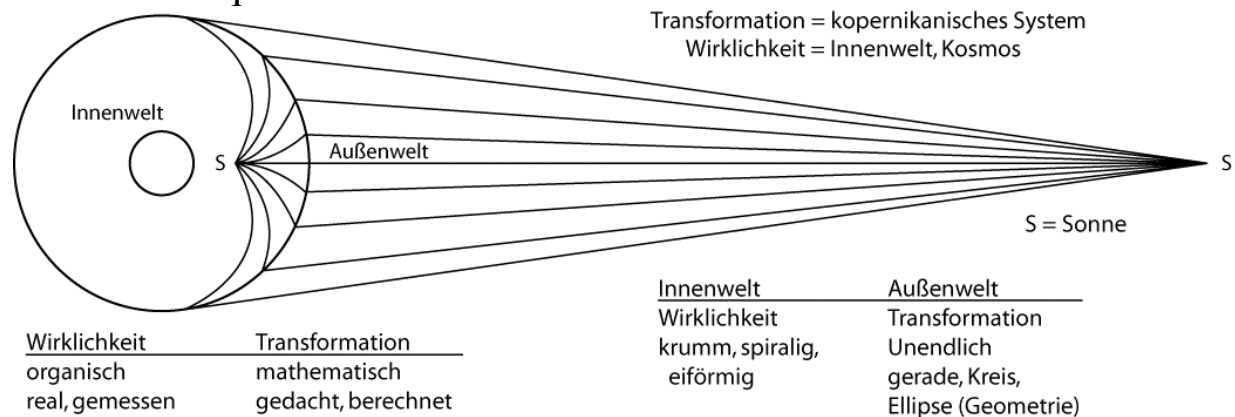 Transformation = kopernikanisches System
Wirklichkeit = Innenwelt, Kosmos
Innenwelt
S
Außenwelt
S
S = Sonne
Innenwelt Außenwelt
Wirklichkeit Transformation
krumm, spiralig, Unendlich
eiförmig gerade, Kreis,
Ellipse (Geometrie)
Wirklichkeit Transformation
organisch mathematisch
real, gemessen gedacht, berechnet